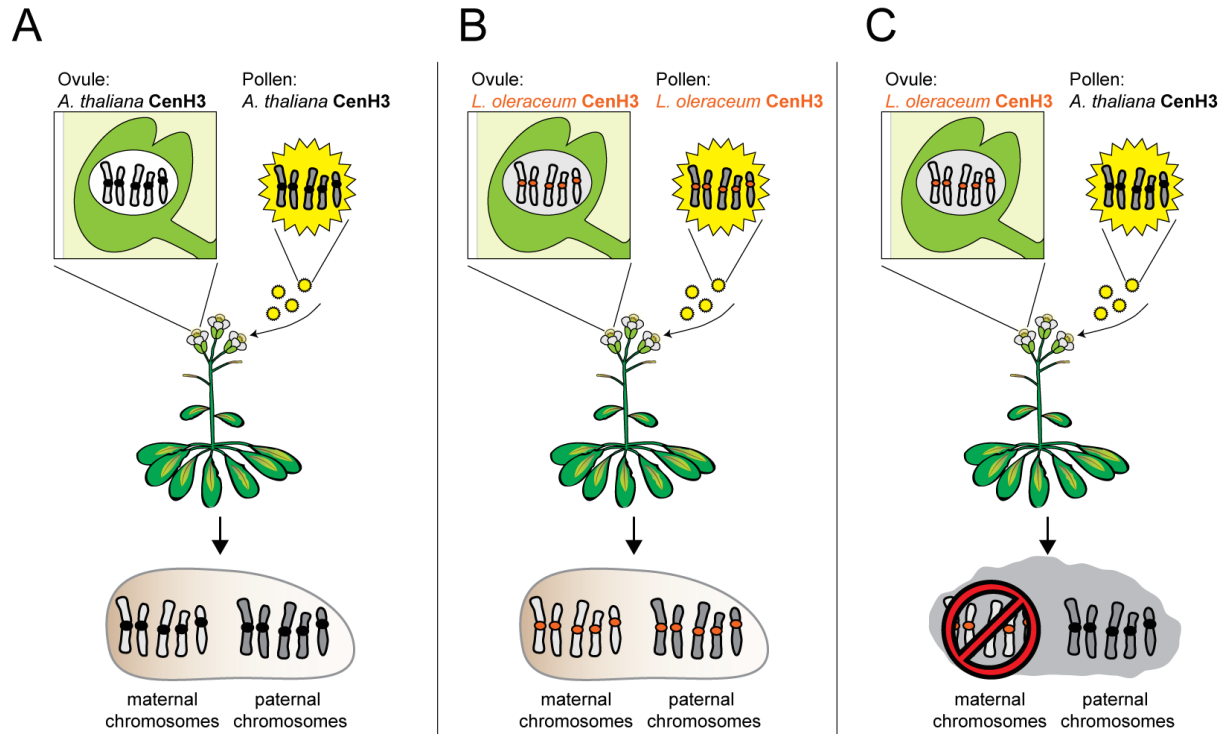 A
Ovule:
A. thaliana CenH3
Pollen:
A. thaliana CenH3
maternal
chromosomes
paternal
chromosomes
B
Ovule:
L. oleraceum CenH3
Pollen:
L. oleraceum CenH3
maternal
chromosomes
paternal
chromosomes
C
Ovule:
L. oleraceum CenH3
Pollen:
A. thaliana CenH3
maternal
chromosomes
paternal
chromosomes